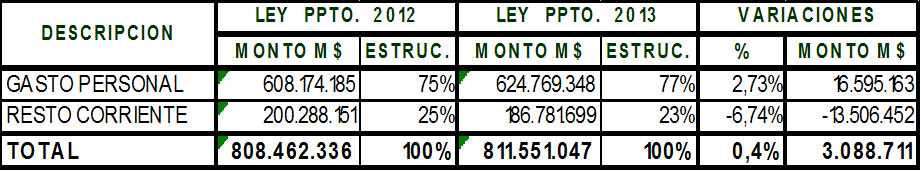 DESCRIPCION LEY PPTO. 2012 LEY PPTO. 2013 VARIACIONES
MONTO M$ ESTRUC. MONTO M$ ESTRUC. % MONTO M$
GASTO PERSONAL 608.174.185 75% 624.769.348 77% 2,73% 16.595.163
RESTO CORRIENTE 200.288.151 25% 186.781.699 23% -6,74% -13.506.452
TOTAL 808.462.336 100% 811.551.047 100% 0,4% 3.088.711